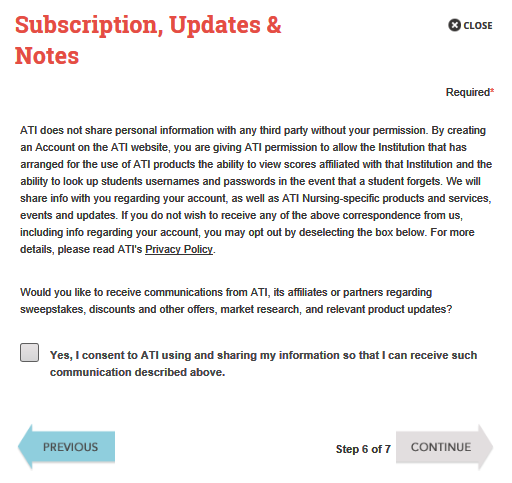 Subscription, Updates &
Notes
CLOSE
Required*
ATI does not share personal information with any third party without your permission. By creating
an Account on the ATI website, you are giving ATI permission to allow the Institution that has
arranged for the use of ATI products the ability to view scores affiliated with that Institution and the
ability to look up students usernames and passwords in the event that a student forgets. We will
share info with you regarding your account, as well as ATI Nursing-specific products and services,
events and updates. If you do not wish to receive any of the above correspondence from us,
including info regarding your account, you may opt out by deselecting the box below. For more
details, please read ATI's Privacy Policy.
Would you like to receive communications from ATI, its affiliates or partners regarding
sweepstakes, discounts and other offers, market research, and relevant product updates?
Yes, I consent to ATI using and sharing my information so that I can receive such
communication described above.
PREVIOUS
Step 6 of 7
CONTINUE